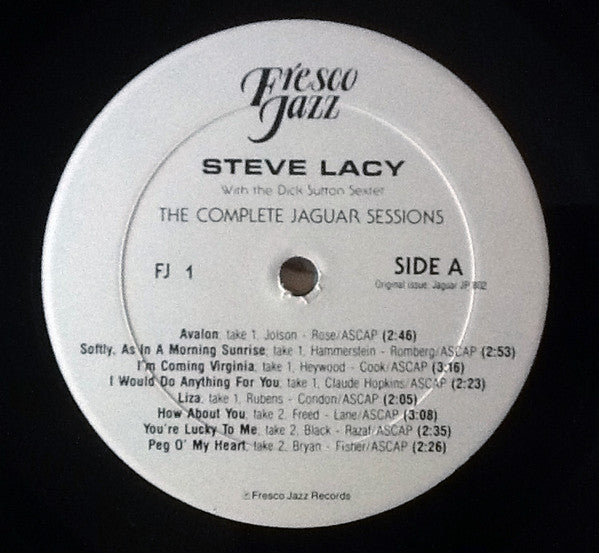 Fresco
Jazz
STEVE LACY
With the Dick Sutton Sextet
THE COMPLETE JAGUAR SESSIONS
FJ 1
SIDE A
Original issue: Jaguar JP 802
Avalon, take 1, Jolson - Rose/ASCAP (2:46)
Softly, As In A Morning Sunrise, take 1, Hammerstein - Romberg/ASCAP (2:53)
I'm Coming Virginia, take 1, Heywood - Cook/ASCAP (3:16)
I Would Do Anything For You, take 1, Claude Hopkins/ASCAP (2:23)
Liza, take 1, Rubens - Condon/ASCAP (2:05)
How About You, take 2, Freed - Lane/ASCAP (3:08)
You're Lucky To Me, take 2, Black - Razaf/ASCAP (2:35)
Peg O' My Heart, take 2, Bryan - Fisher/ASCAP (2:26)
Fresco Jazz Records